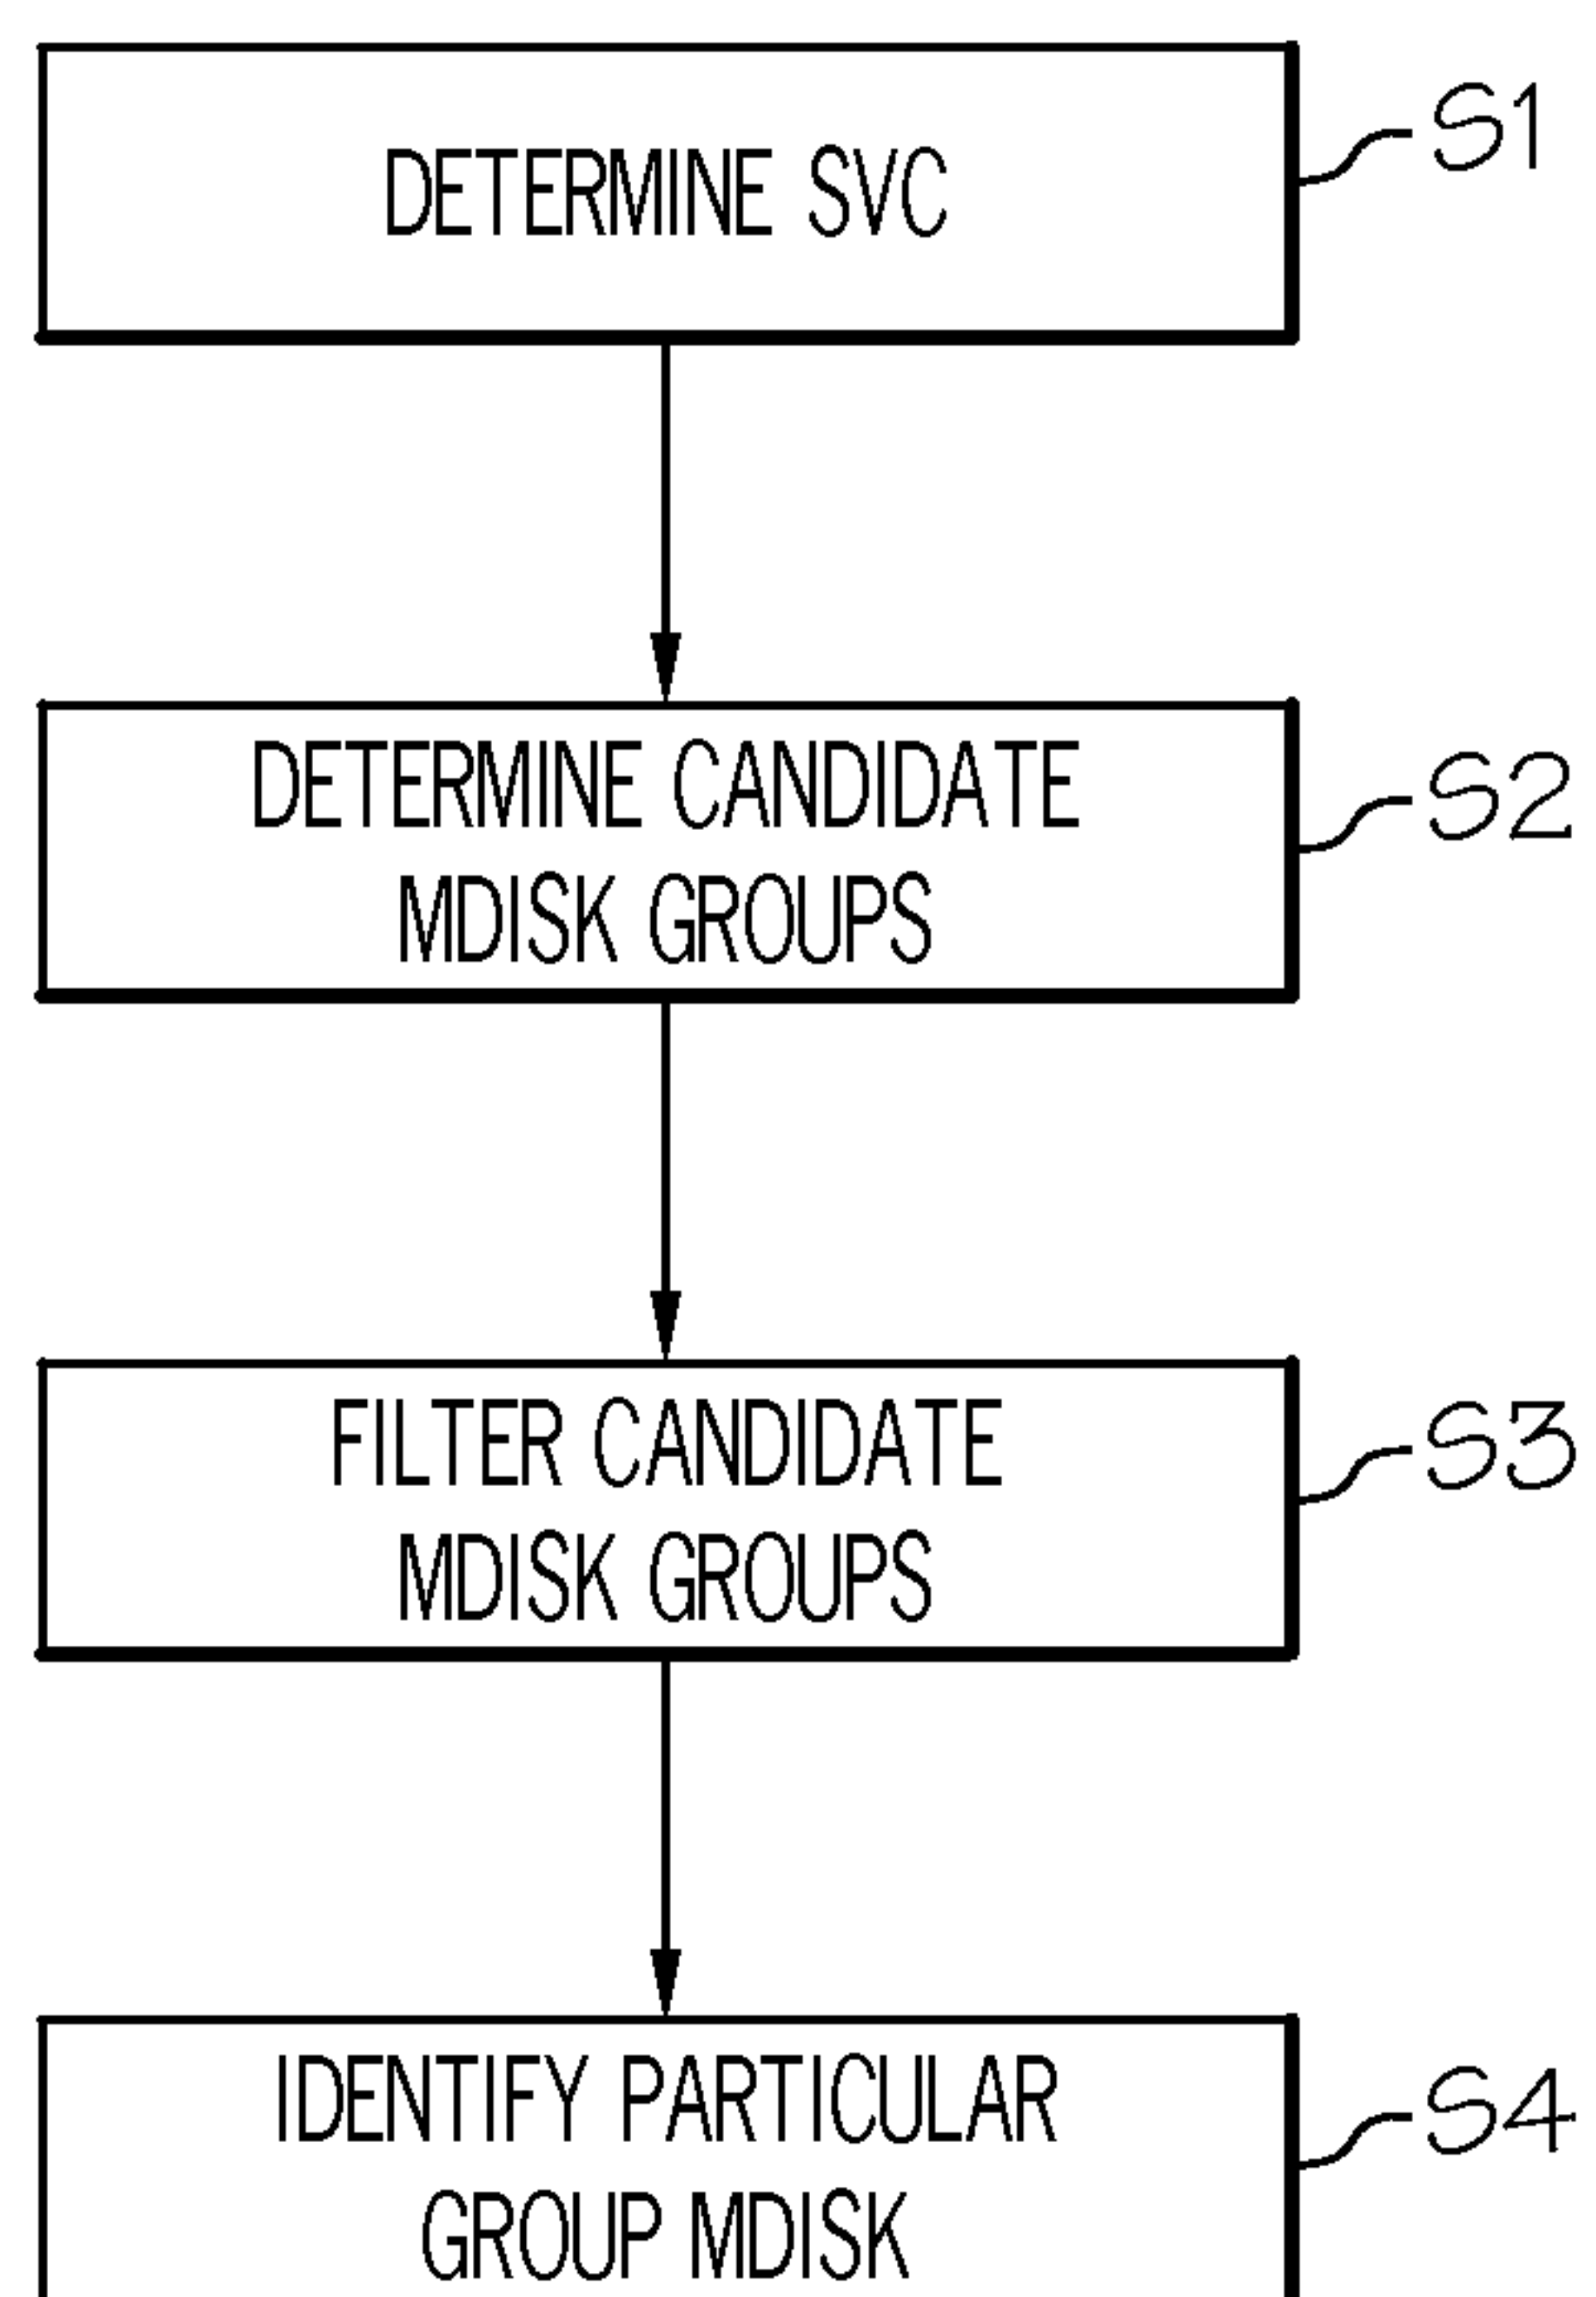 DETERMINE SVC
S1
DETERMINE CANDIDATE
MDISK GROUPS
S2
FILTER CANDIDATE
MDISK GROUPS
S3
IDENTIFY PARTICULAR
GROUP MDISK
S4